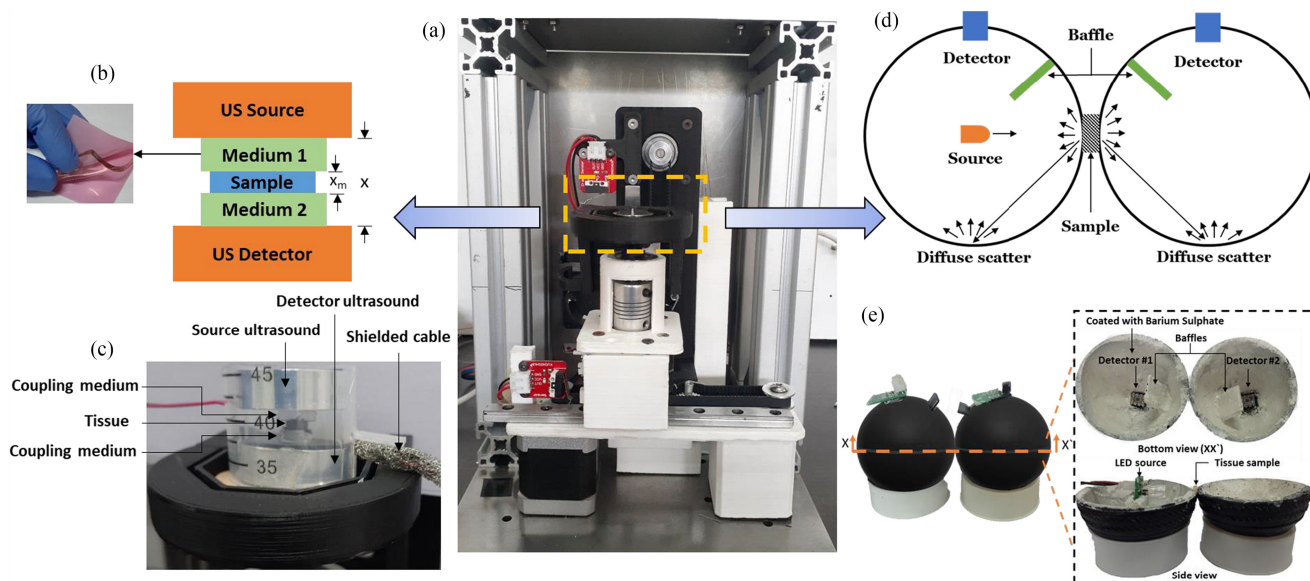 (a)
(b)
US Source
Medium 1
Sample
Medium 2
US Detector
xm
x
(c)
Detector ultrasound
Source ultrasound
Shielded cable
Coupling medium
Tissue
Coupling medium
45
40
35
(d)
Detector
Baffle
Detector
Source
Sample
Diffuse scatter
Diffuse scatter
(e)
X
X`
Coated with Barium Sulphate
Baffles
Detector #1
Detector #2
Bottom view (XX`)
LED source
Tissue sample
Side view